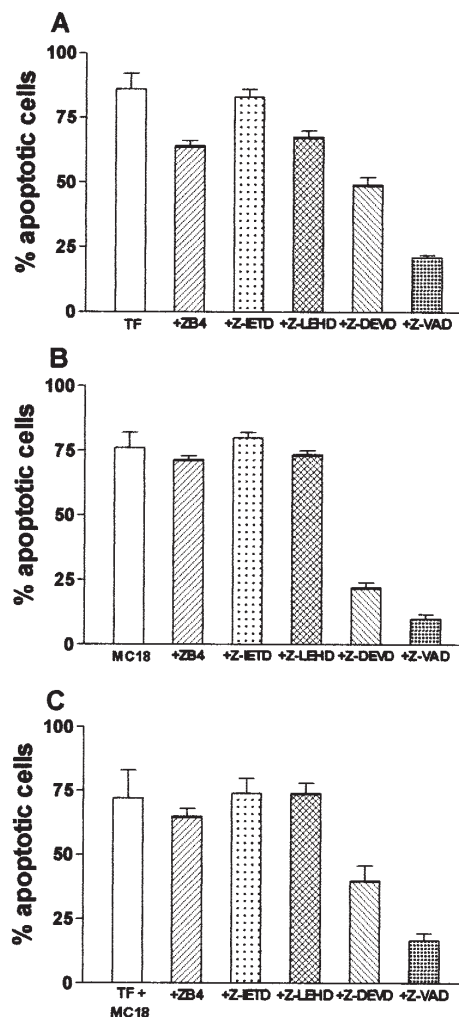 A
% apoptotic cells
100
75
50
25
0
TF +ZB4 +Z-IETD +Z-LEHD +Z-DEVD +Z-VAD
B
% apoptotic cells
100
75
50
25
0
MC18 +ZB4 +Z-IETD +Z-LEHD +Z-DEVD +Z-VAD
C
% apoptotic cells
100
75
50
25
0
TF + +ZB4 +Z-IETD +Z-LEHD +Z-DEVD +Z-VAD
MC18